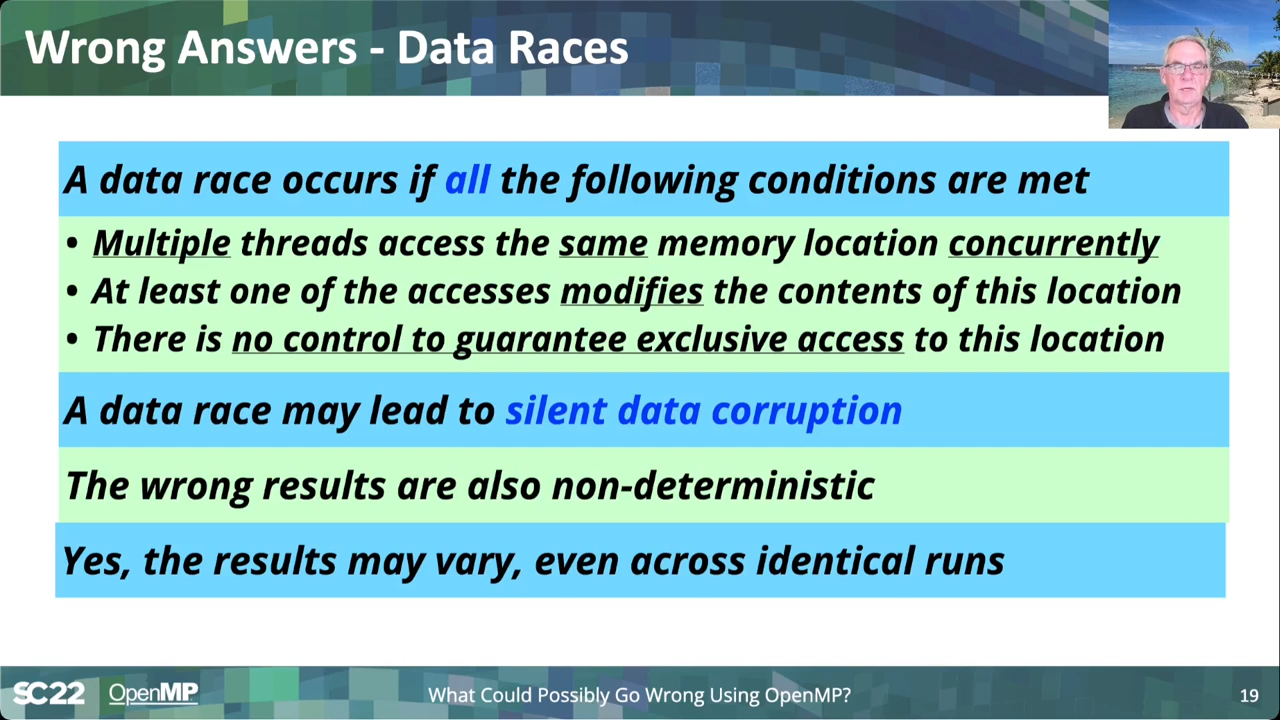 Wrong Answers - Data Races
A data race occurs if all the following conditions are met
• Multiple threads access the same memory location concurrently
• At least one of the accesses modifies the contents of this location
• There is no control to guarantee exclusive access to this location
A data race may lead to silent data corruption
The wrong results are also non-deterministic
Yes, the results may vary, even across identical runs
SC22 OpenMP What Could Possibly Go Wrong Using OpenMP? 19